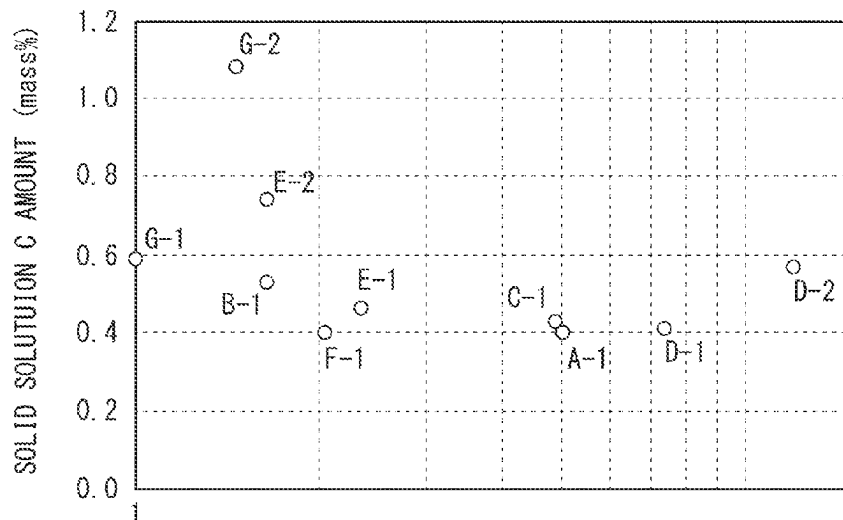 SOLID SOLUTUION C AMOUNT (mass%)
1.2
1.0
0.8
0.6
0.4
0.2
0.0
1
G-2
E-2
G-1
E-1
B-1
C-1
D-2
F-1
A-1
D-1